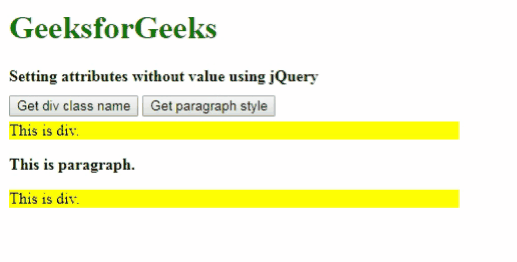 GeeksforGeeks
Setting attributes without value using jQuery
Get div class name Get paragraph style
This is div.
This is paragraph.
This is div.